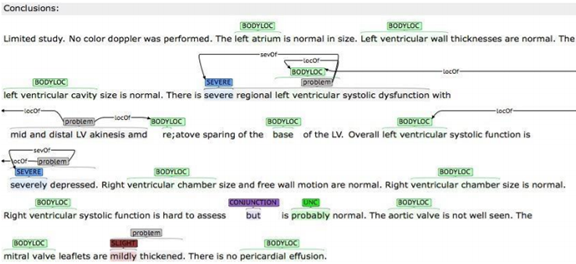 Conclusions:
BODYLOC BODYLOC
Limited study. No color doppler was performed. The left atrium is normal in size. Left ventricular wall thicknesses are normal. The
sevOf
locOf
BODYLOC locOf
BODYLOC SEVERE problem
left ventricular cavity size is normal. There is severe regional left ventricular systolic dysfunction with
locOf locOf locOf
problem BODYLOC BODYLOC BODYLOC
mid and distal LV akinesis amd re;atove sparing of the base of the LV. Overall left ventricular systolic function is
sevOf
locOf problem
SEVERE BODYLOC BODYLOC
severely depressed. Right ventricular chamber size and free wall motion are normal. Right ventricular chamber size is normal.
BODYLOC CONJUNCTION UNC BODYLOC
Right ventricular systolic function is hard to assess but is probably normal. The aortic valve is not well seen. The
problem
BODYLOC SLIGHT BODYLOC
mitral valve leaflets are mildly thickened. There is no pericardial effusion.